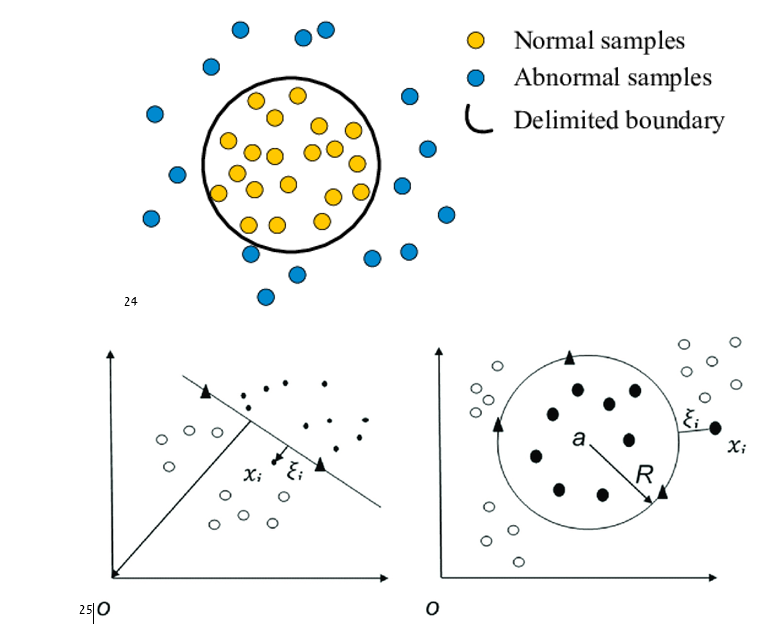 Normal samples
Abnormal samples
Delimited boundary
24
xᵢ
ξᵢ
25
O
ξᵢ
xᵢ
a
R
O